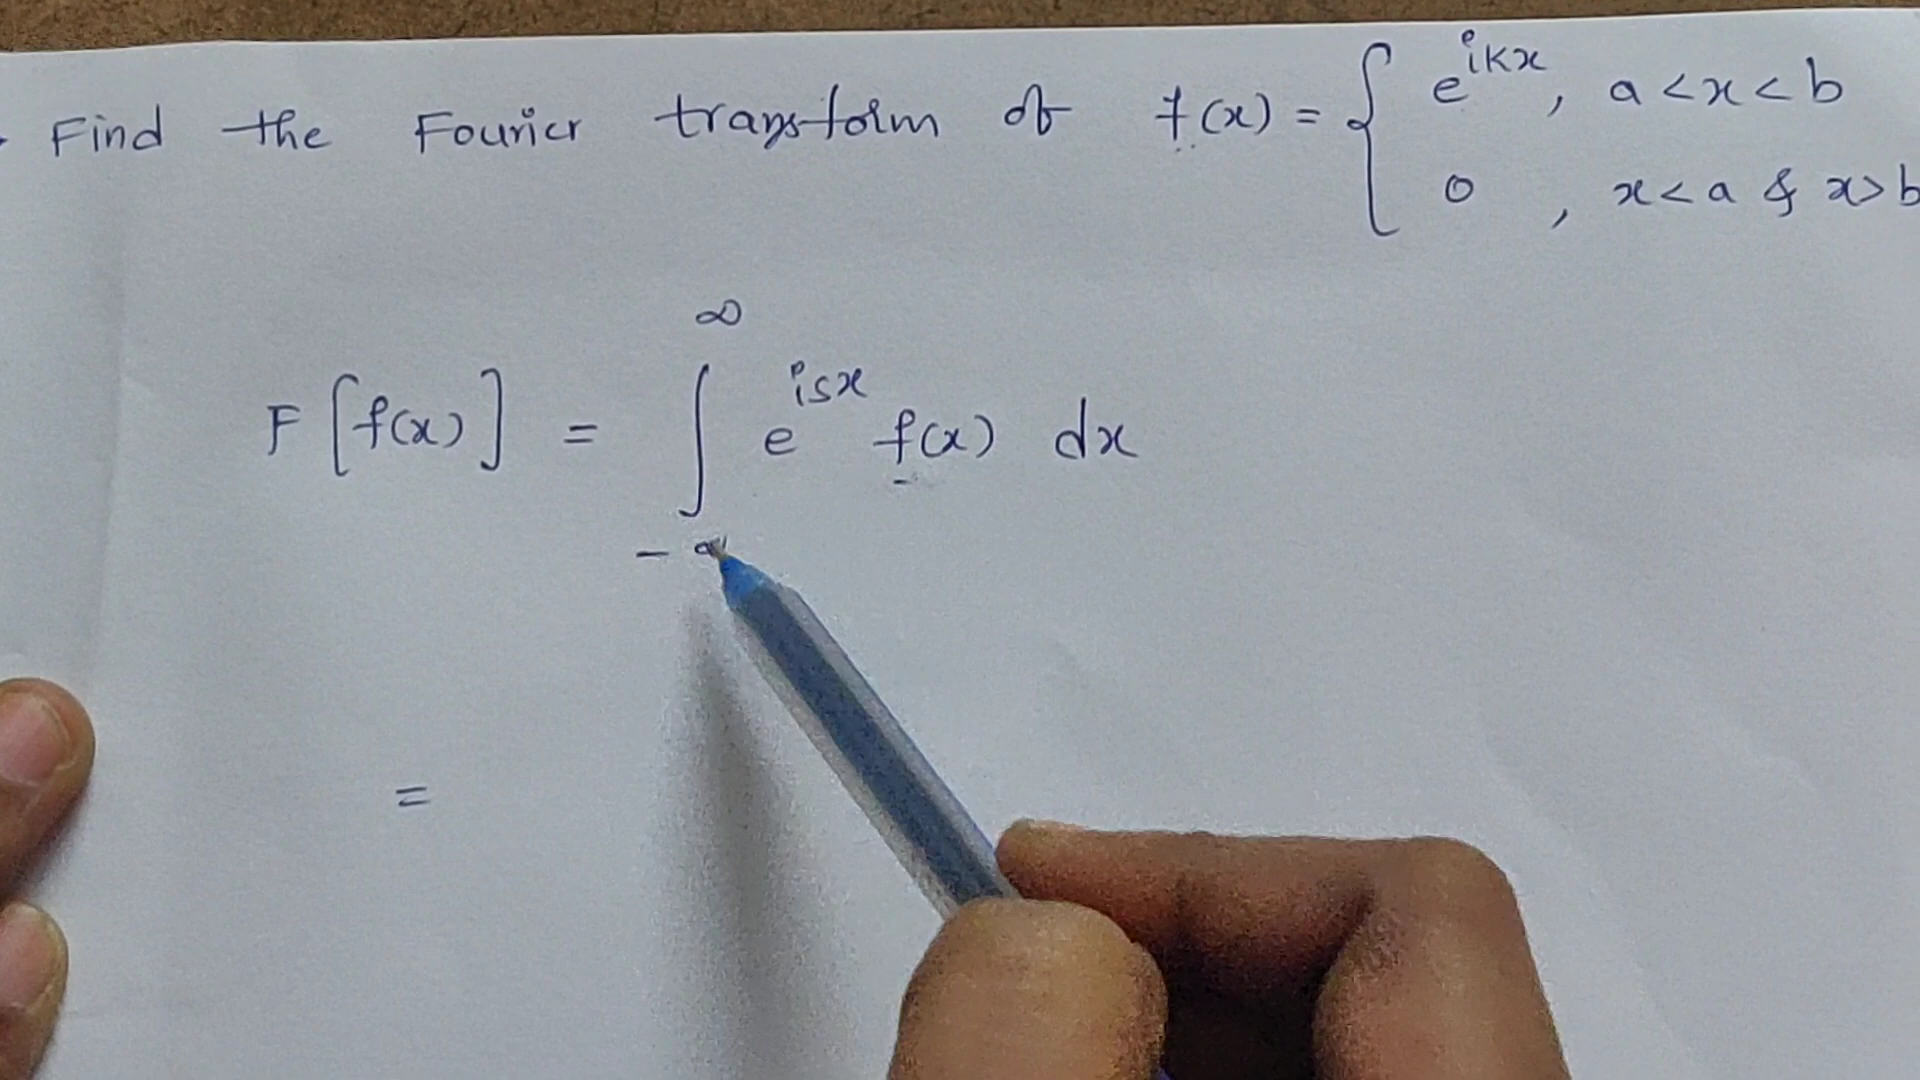 Find the Fourier transform of f(x) = { e^{ikx}, a<x<b
0, x<a & x>b
F[f(x)] = ∫_{-∞}^{∞} e^{isx} f(x) dx
=